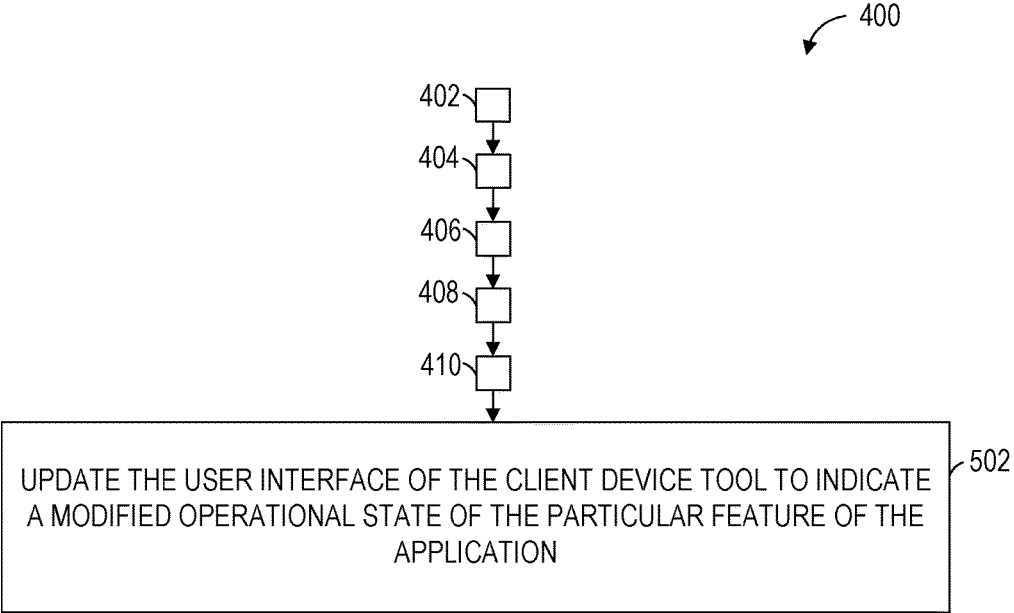 400
402
404
406
408
410
502
UPDATE THE USER INTERFACE OF THE CLIENT DEVICE TOOL TO INDICATE
A MODIFIED OPERATIONAL STATE OF THE PARTICULAR FEATURE OF THE
APPLICATION